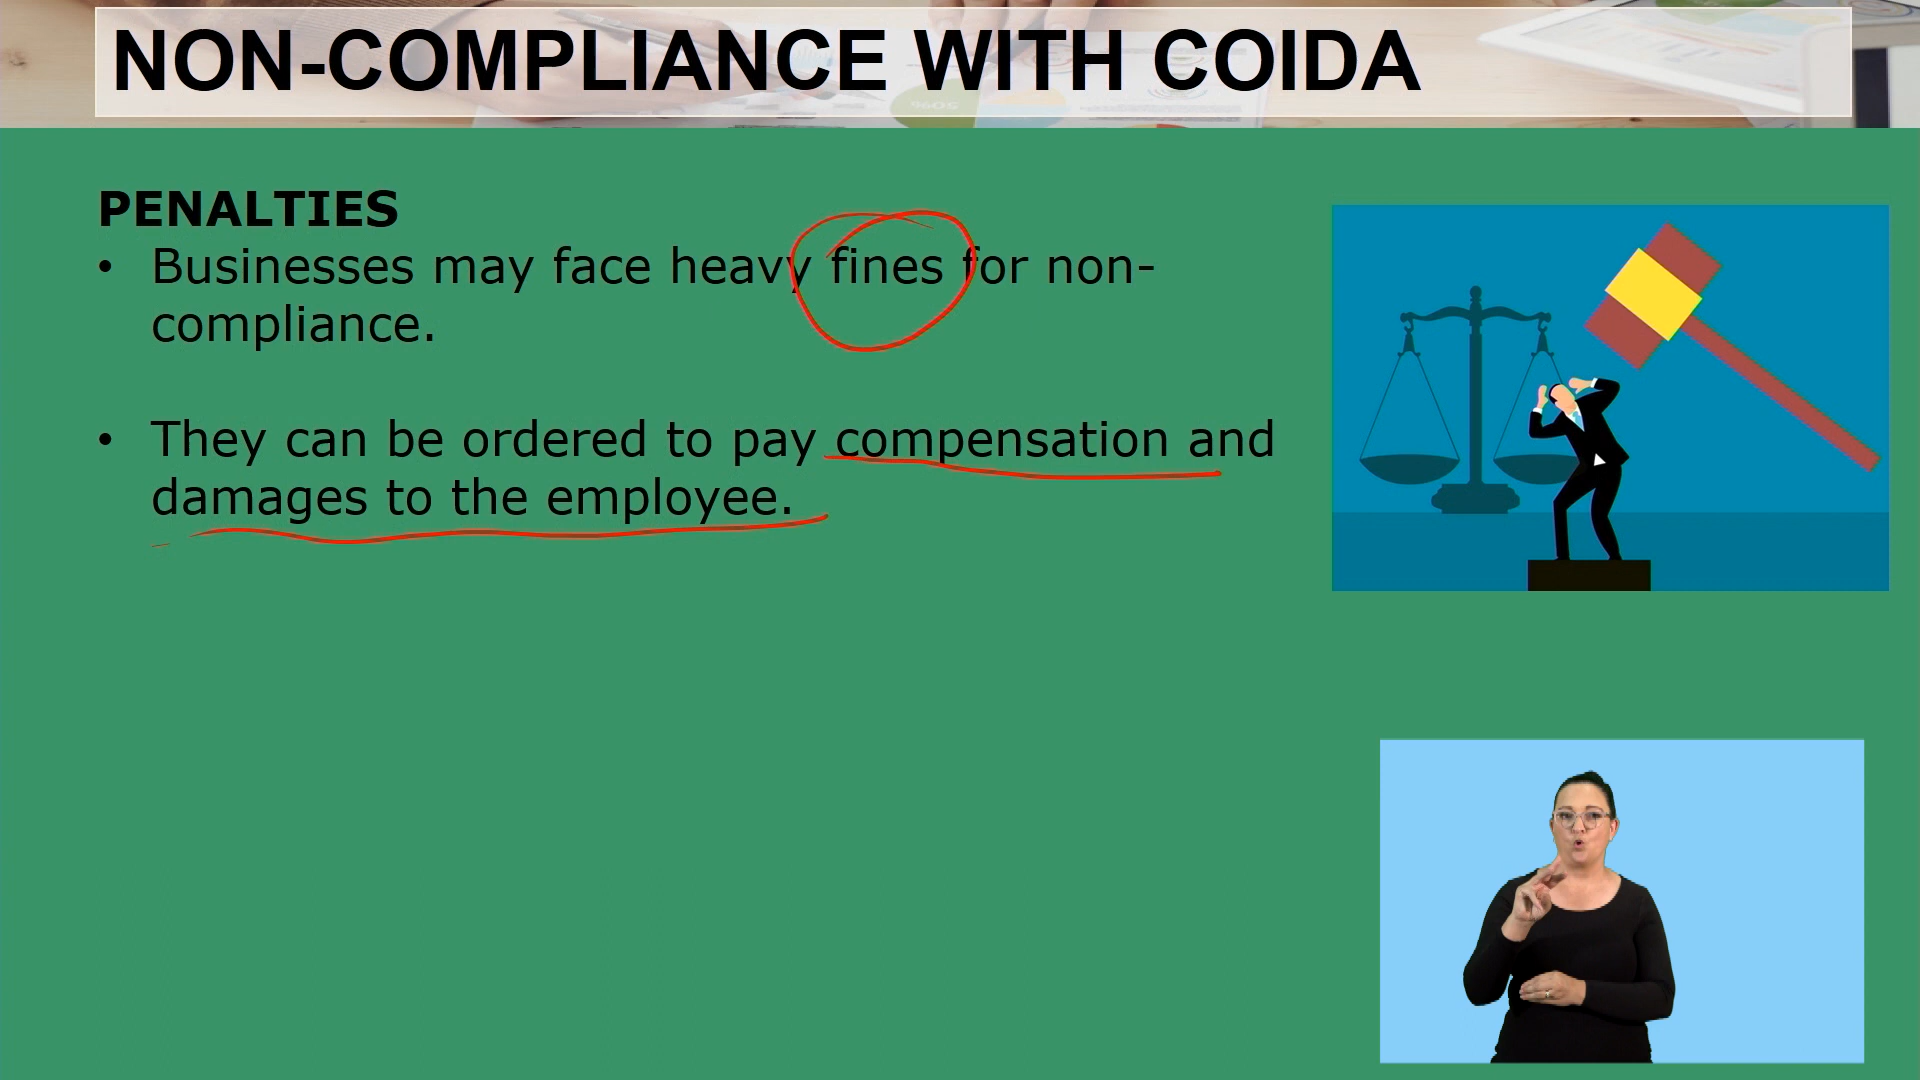 NON-COMPLIANCE WITH COIDA
PENALTIES
• Businesses may face heavy fines for non-
compliance.
• They can be ordered to pay compensation and
damages to the employee.